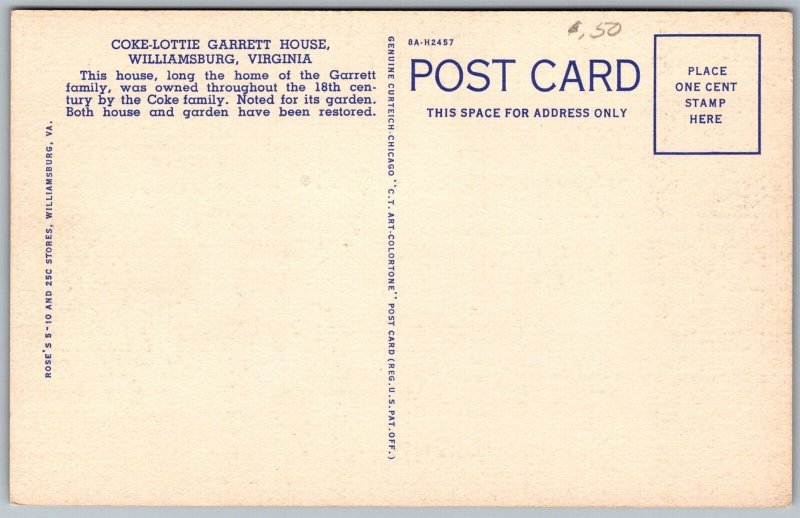 COKE-LOTTIE GARRETT HOUSE,
WILLIAMSBURG, VIRGINIA
This house, long the home of the Garrett
family, was owned throughout the 18th cen-
tury by the Coke family. Noted for its garden.
Both house and garden have been restored.
ROSE'S 5-10 AND 25C STORES, WILLIAMSBURG, VA.
GENUINE CURTEICH-CHICAGO "C.T. ART-COLORTONE" POST CARD (REG. U.S. PAT. OFF.)
8A-H2457
.50
POST CARD
THIS SPACE FOR ADDRESS ONLY
PLACE
ONE CENT
STAMP
HERE